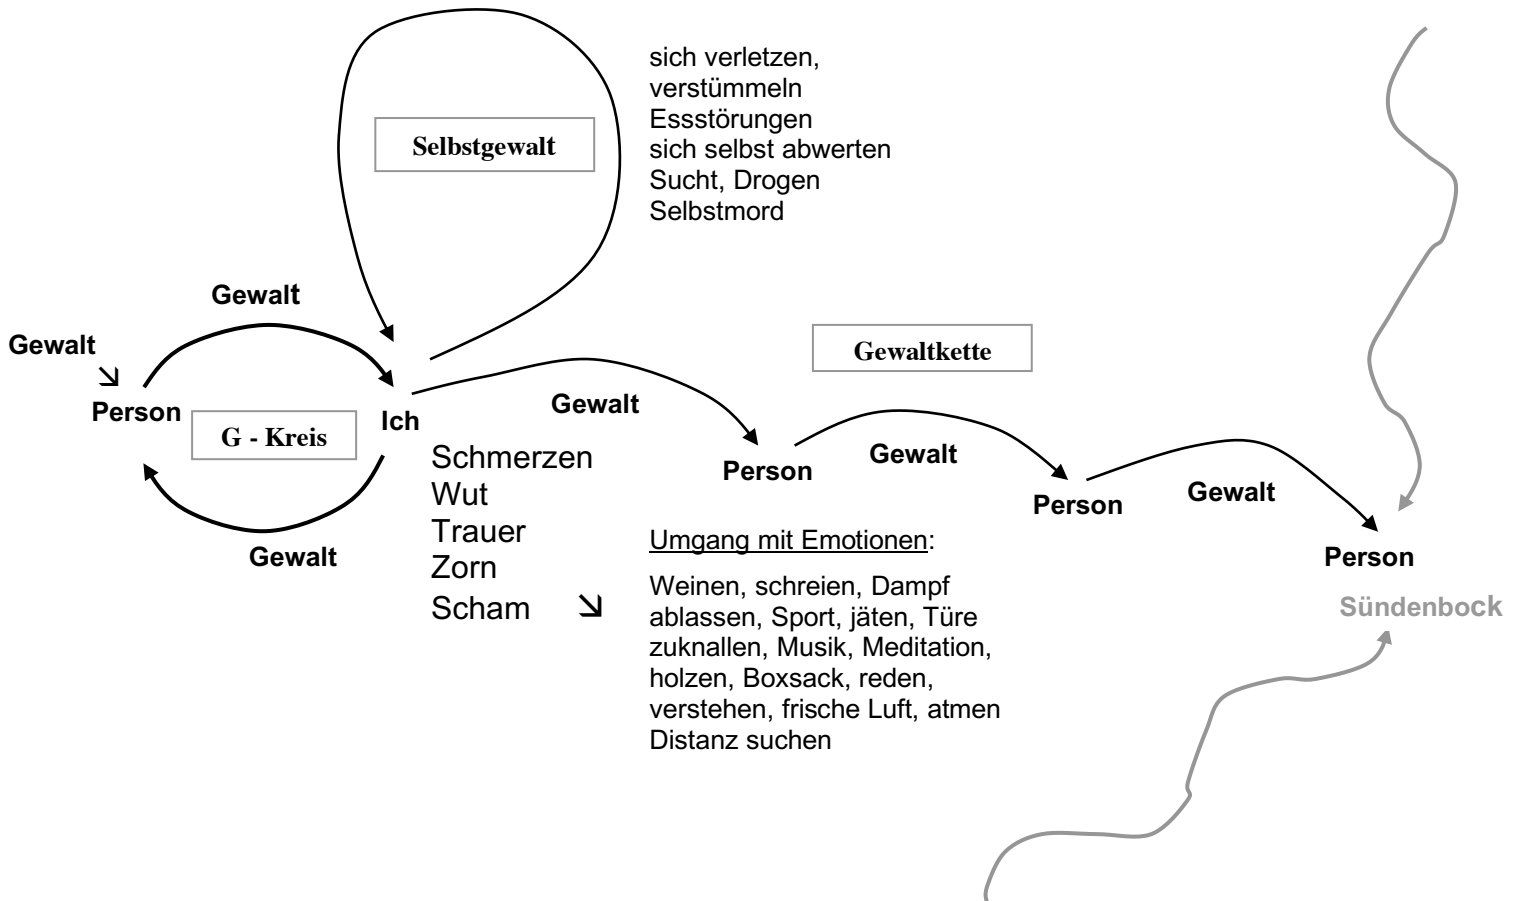 sich verletzen,
verstümmeln
Essstörungen
sich selbst abwerten
Sucht, Drogen
Selbstmord
Selbstgewalt
Gewalt
Gewalt
Person
G - Kreis
Ich
Gewalt
Schmerzen
Wut
Trauer
Zorn
Scham
Gewaltkette
Gewalt
Person
Gewalt
Person
Gewalt
Person
Sündenbock
Umgang mit Emotionen:
Weinen, schreien, Dampf
ablassen, Sport, jäten, Türe
zuknallen, Musik, Meditation,
holzen, Boxsack, reden,
verstehen, frische Luft, atmen
Distanz suchen